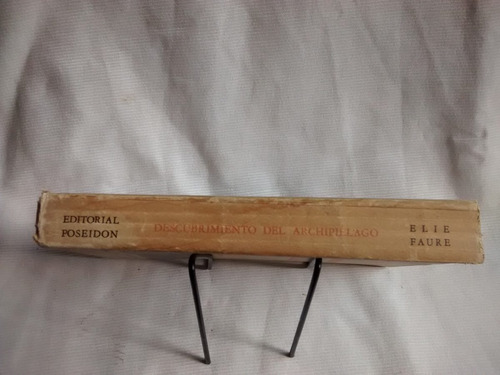 EDITORIAL
POSEIDON
DESCUBRIMIENTO DEL ARCHIPIELAGO
ELIE
FAURE